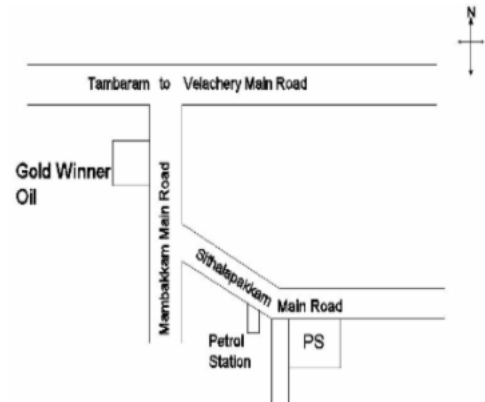 N
Tambaram to Velachery Main Road
Gold Winner
Oil
Mambakkam Main Road
Sithalapakkam
Main Road
Petrol
Station
PS